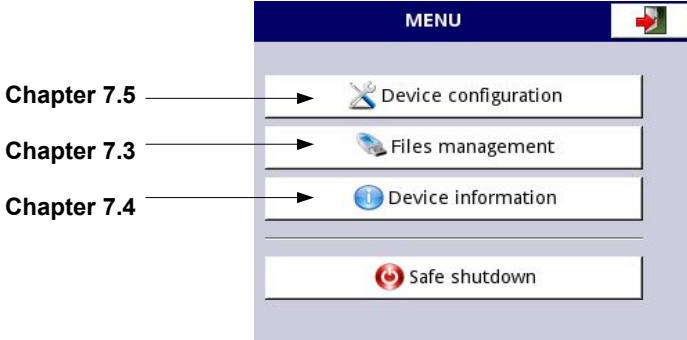 MENU
Chapter 7.5
Device configuration
Chapter 7.3
Files management
Chapter 7.4
Device information
Safe shutdown